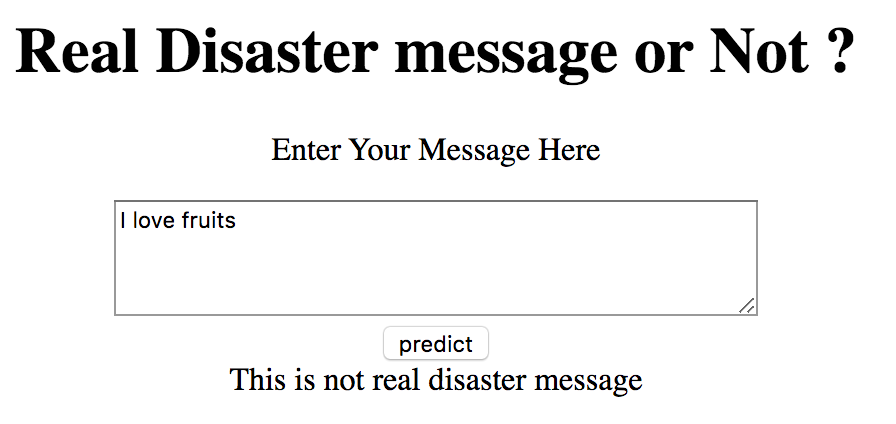 Real Disaster message or Not ?
Enter Your Message Here
I love fruits
predict
This is not real disaster message